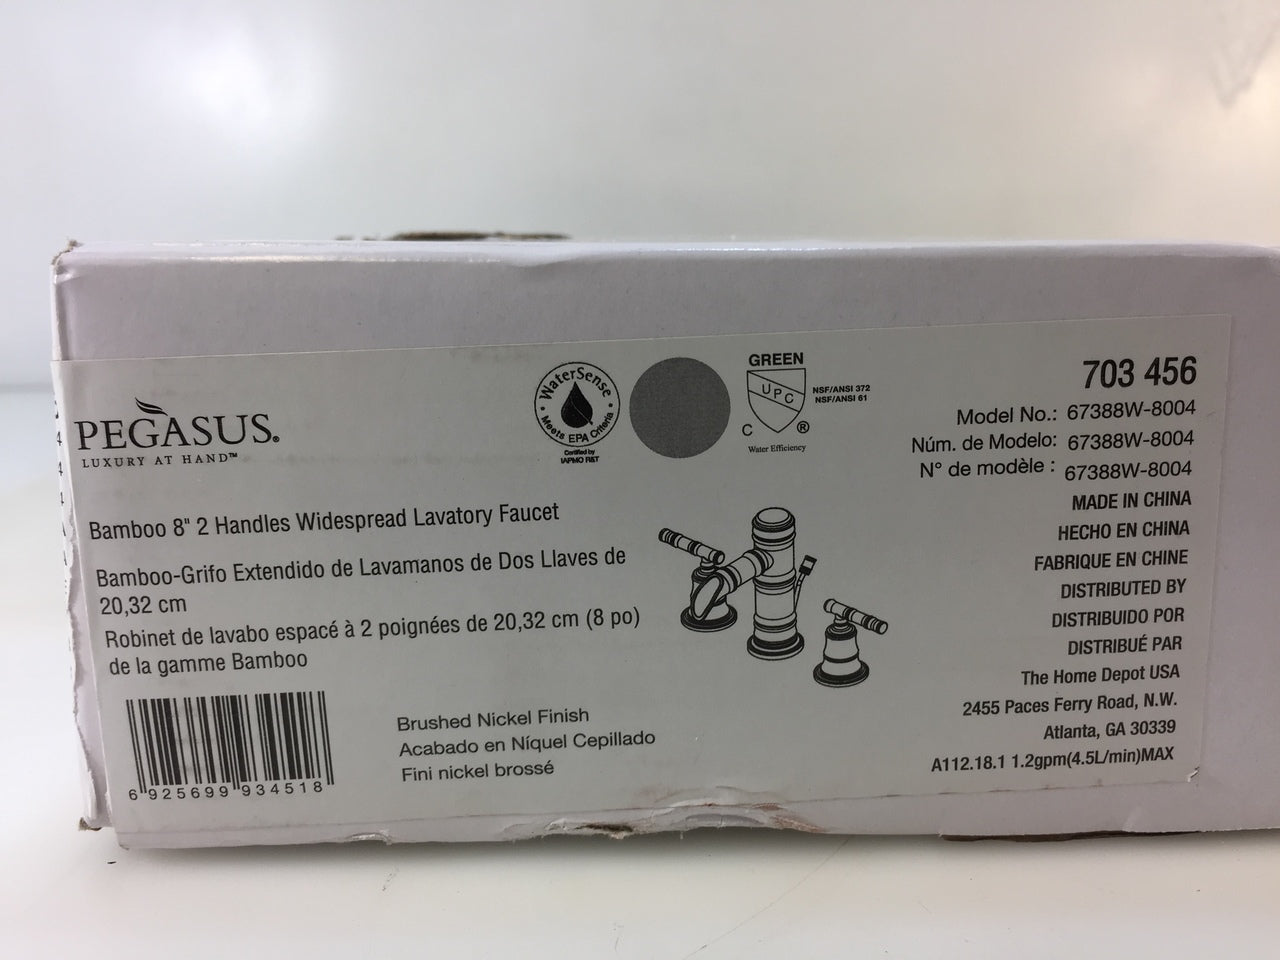 PEGASUS®
LUXURY AT HAND™
WaterSense
Meets EPA Criteria
Certified by
IAPMO R&T
GREEN
UPC
C ®
Water Efficiency
NSF/ANSI 372
NSF/ANSI 61
703 456
Model No.: 67388W-8004
Núm. de Modelo: 67388W-8004
N° de modèle : 67388W-8004
MADE IN CHINA
HECHO EN CHINA
FABRIQUE EN CHINE
DISTRIBUTED BY
DISTRIBUIDO POR
DISTRIBUÉ PAR
The Home Depot USA
2455 Paces Ferry Road, N.W.
Atlanta, GA 30339
A112.18.1 1.2gpm(4.5L/min)MAX
Bamboo 8" 2 Handles Widespread Lavatory Faucet
Bamboo-Grifo Extendido de Lavamanos de Dos Llaves de
20,32 cm
Robinet de lavabo espacé à 2 poignées de 20,32 cm (8 po)
de la gamme Bamboo
Brushed Nickel Finish
Acabado en Níquel Cepillado
Fini nickel brossé
6 925699 934518